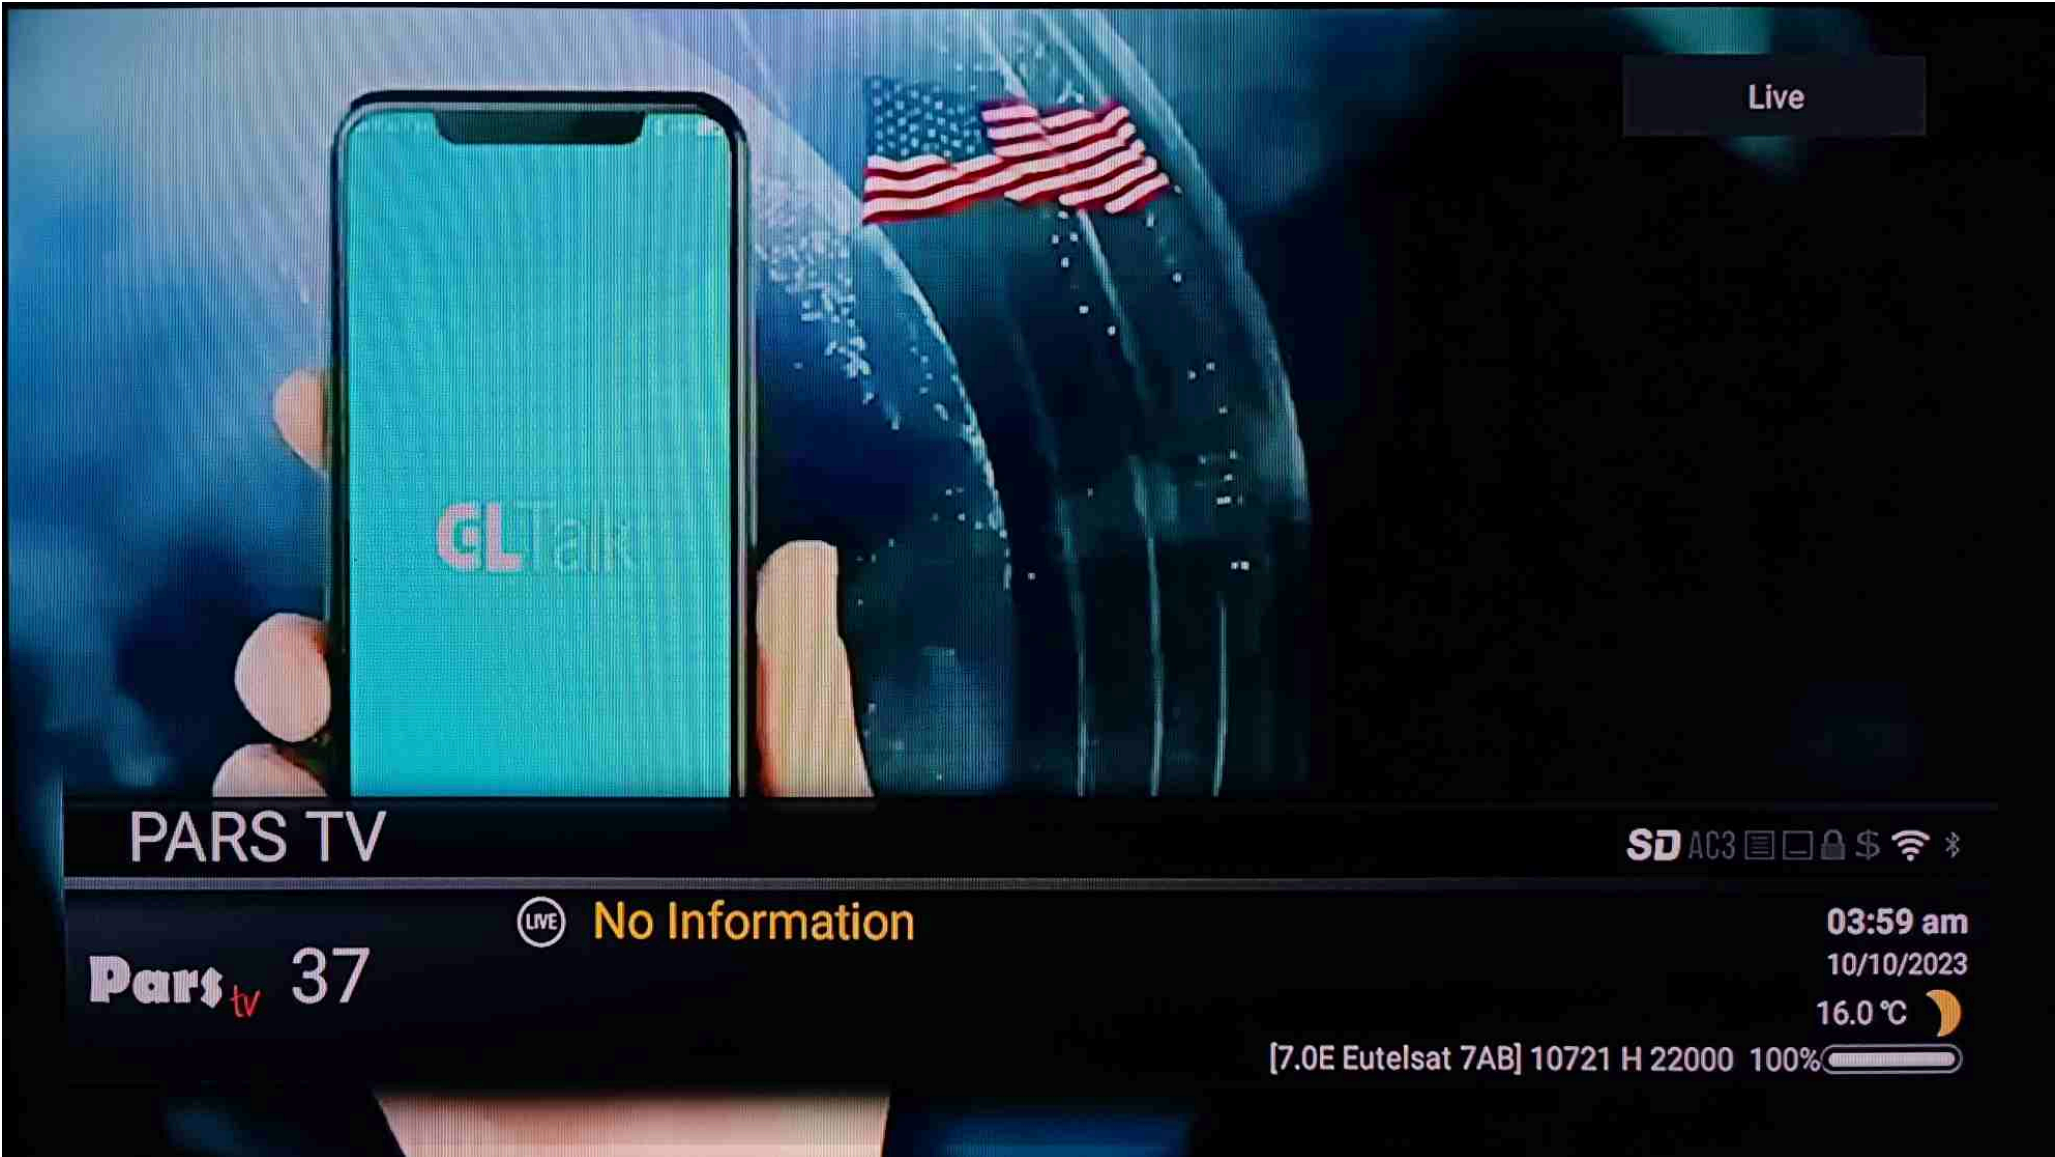 Live
GLTalk
PARS TV
SD AC3 $
LIVE No Information
Pars tv 37
03:59 am
10/10/2023
16.0 °C
[7.0E Eutelsat 7AB] 10721 H 22000 100%